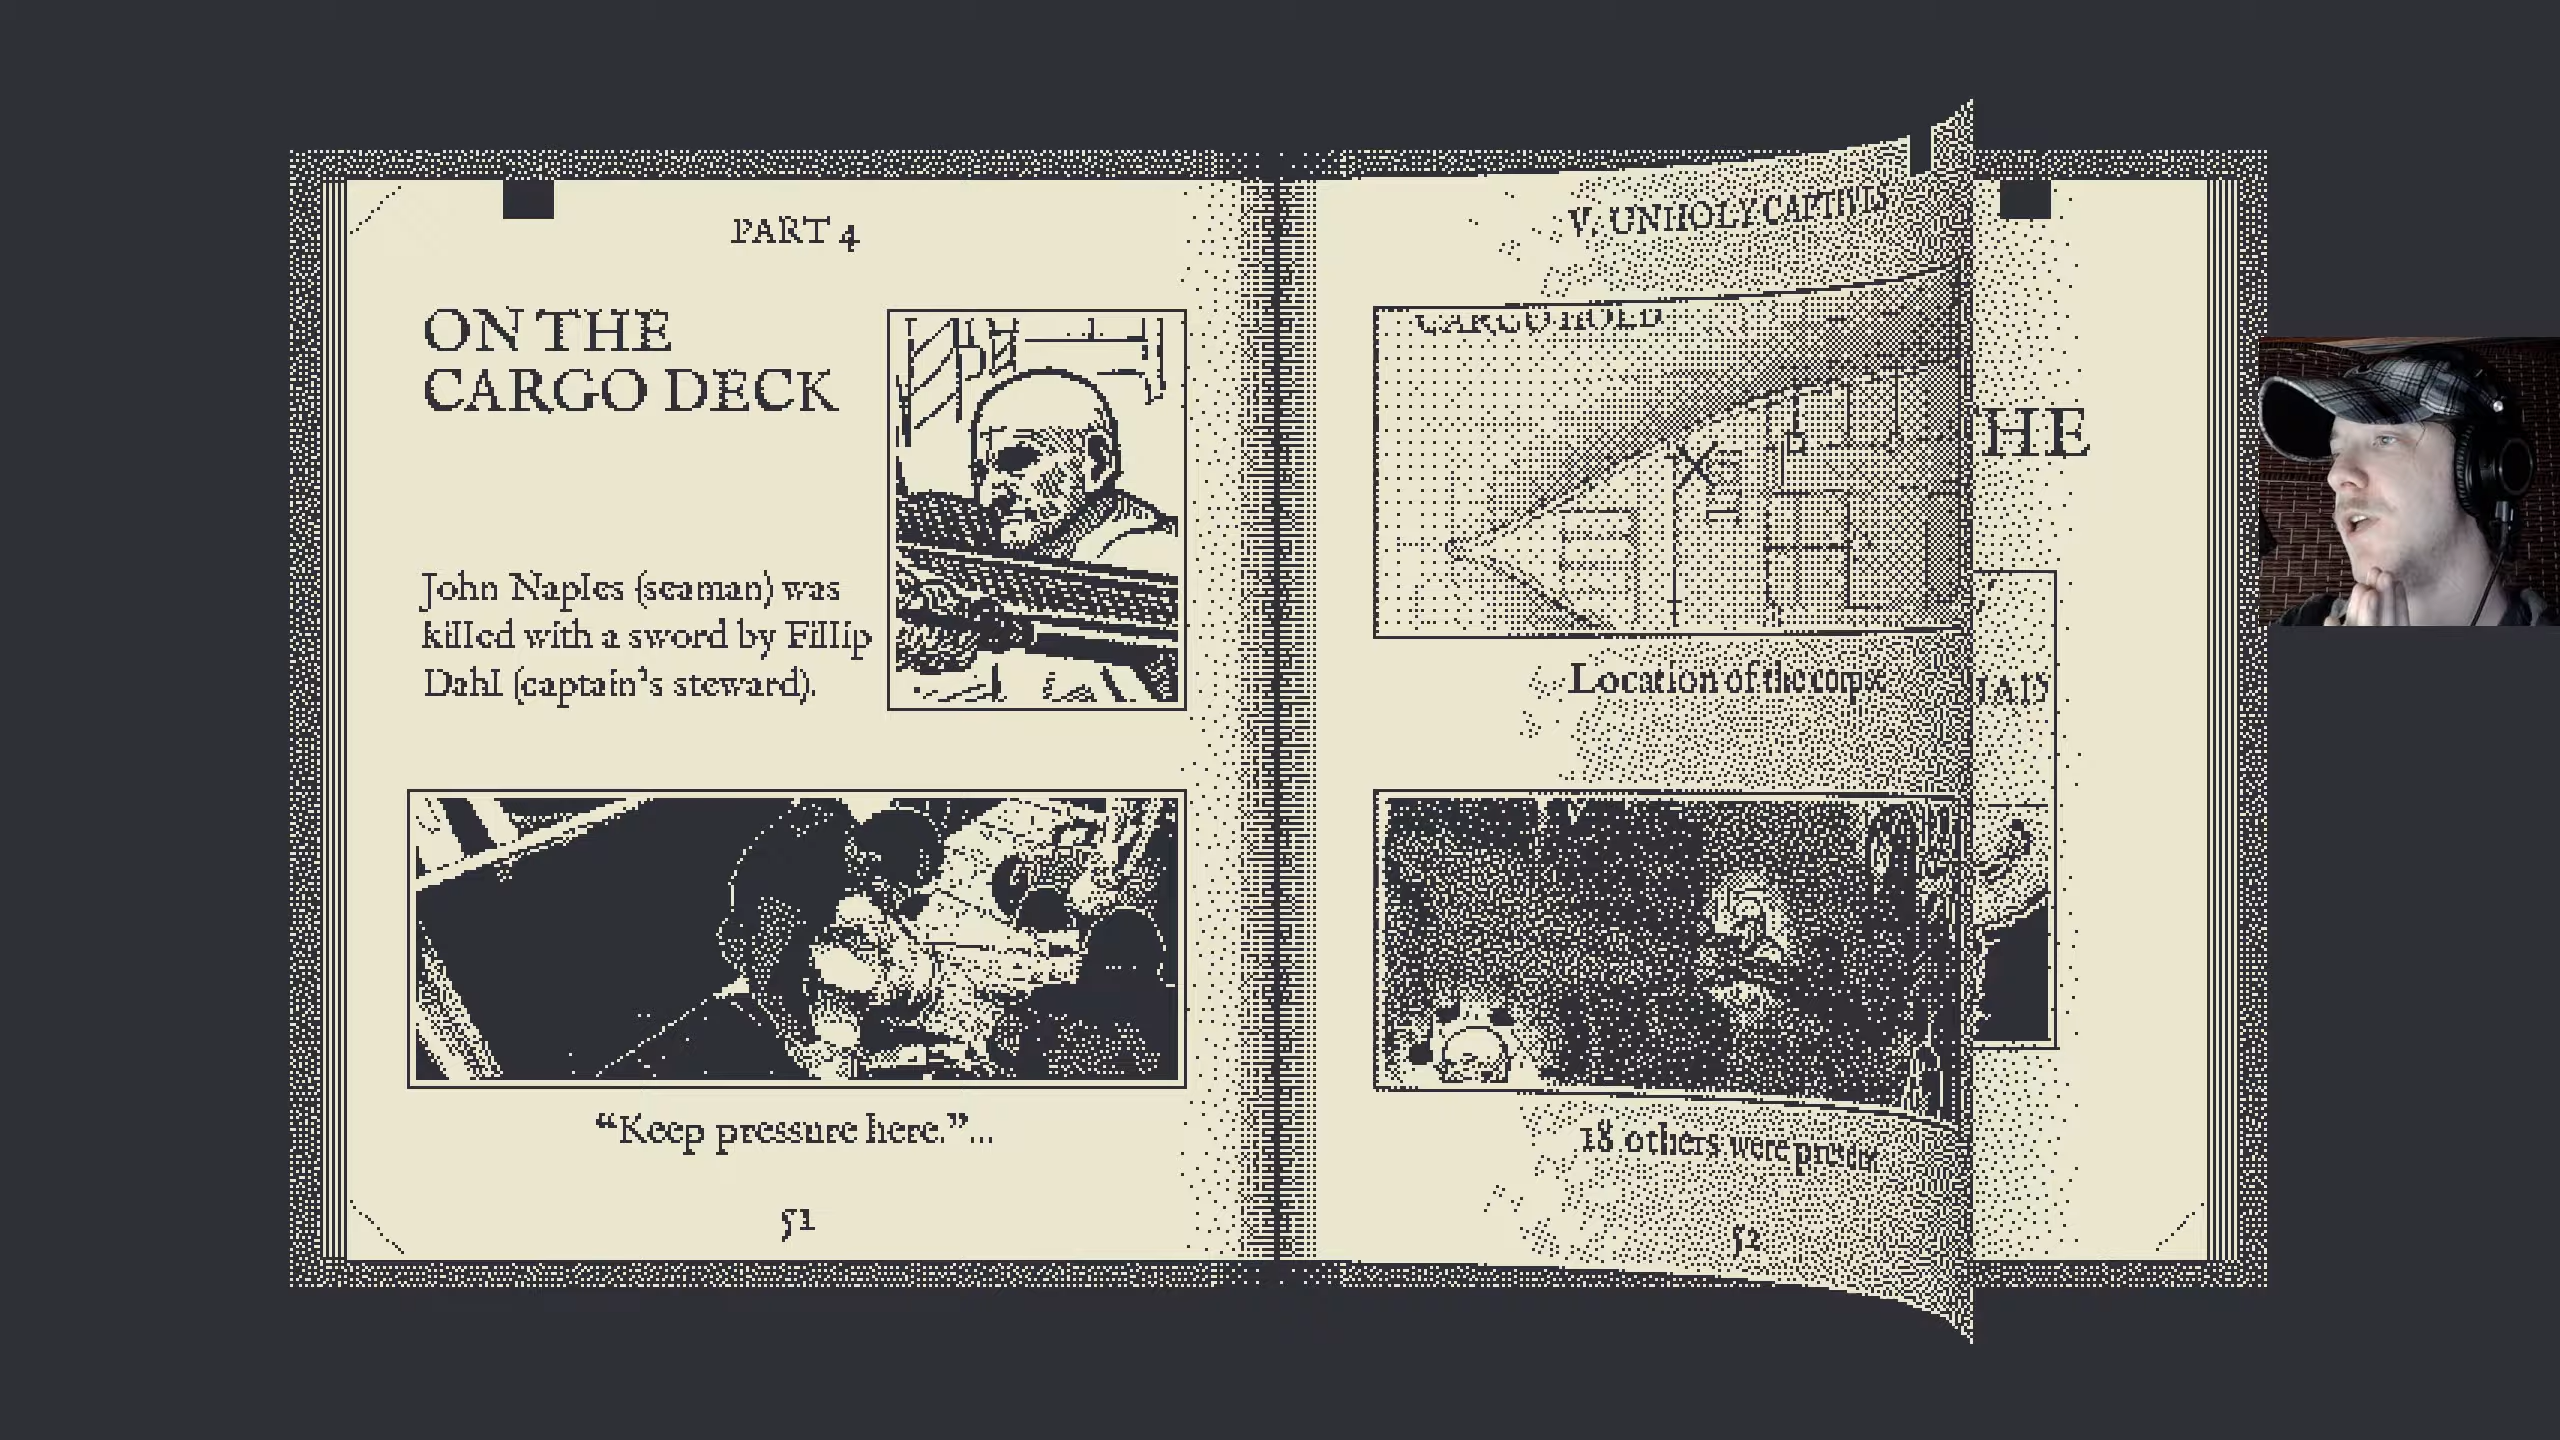 PART 4
ON THE
CARGO DECK
John Naples (seaman) was
killed with a sword by Fillip
Dahl (captain's steward).
“Keep pressure here.”...
51
V. UNHOLY CAPTIVES
CARGO HOLD
Location of the corpse
18 others were present
52
HE